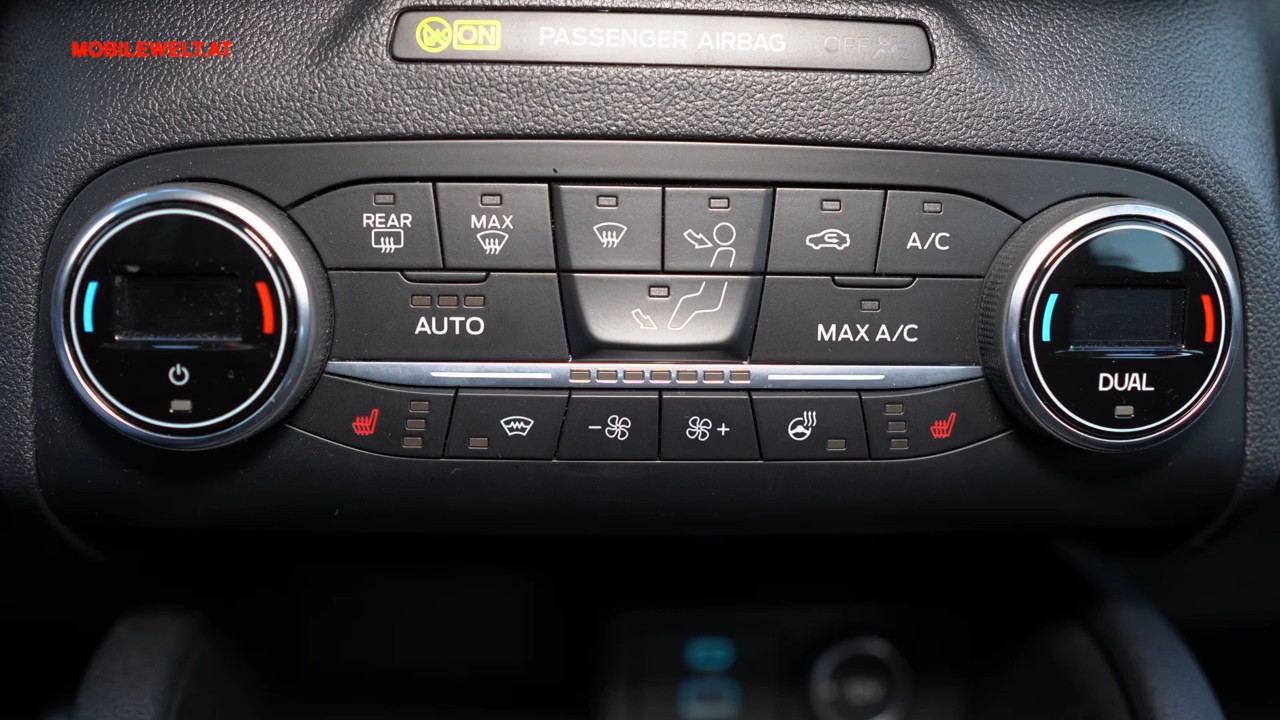 MOBILEWELT.AT
ON PASSENGER AIRBAG OFF
REAR
MAX
A/C
AUTO
MAX A/C
DUAL